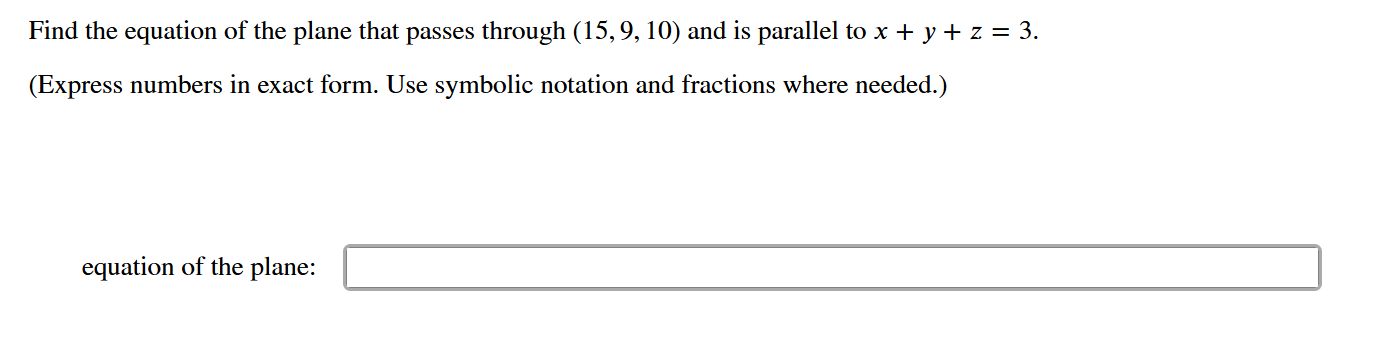 Find the equation of the plane that passes through (15, 9, 10) and is parallel to x + y + z = 3.
(Express numbers in exact form. Use symbolic notation and fractions where needed.)
equation of the plane: